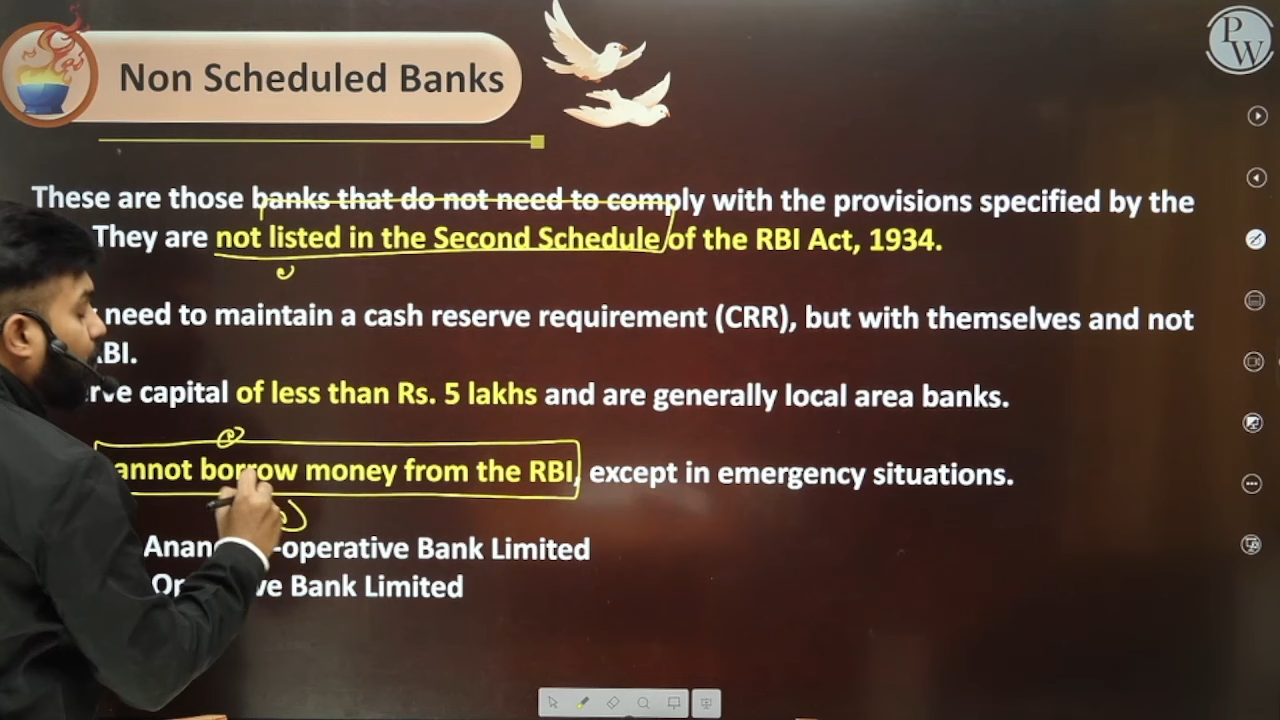 PW
Non Scheduled Banks
These are those banks that do not need to comply with the provisions specified by the
They are not listed in the Second Schedule of the RBI Act, 1934.
need to maintain a cash reserve requirement (CRR), but with themselves and not
capital of less than Rs. 5 lakhs and are generally local area banks.
borrow money from the RBI, except in emergency situations.
-operative Bank Limited
Bank Limited